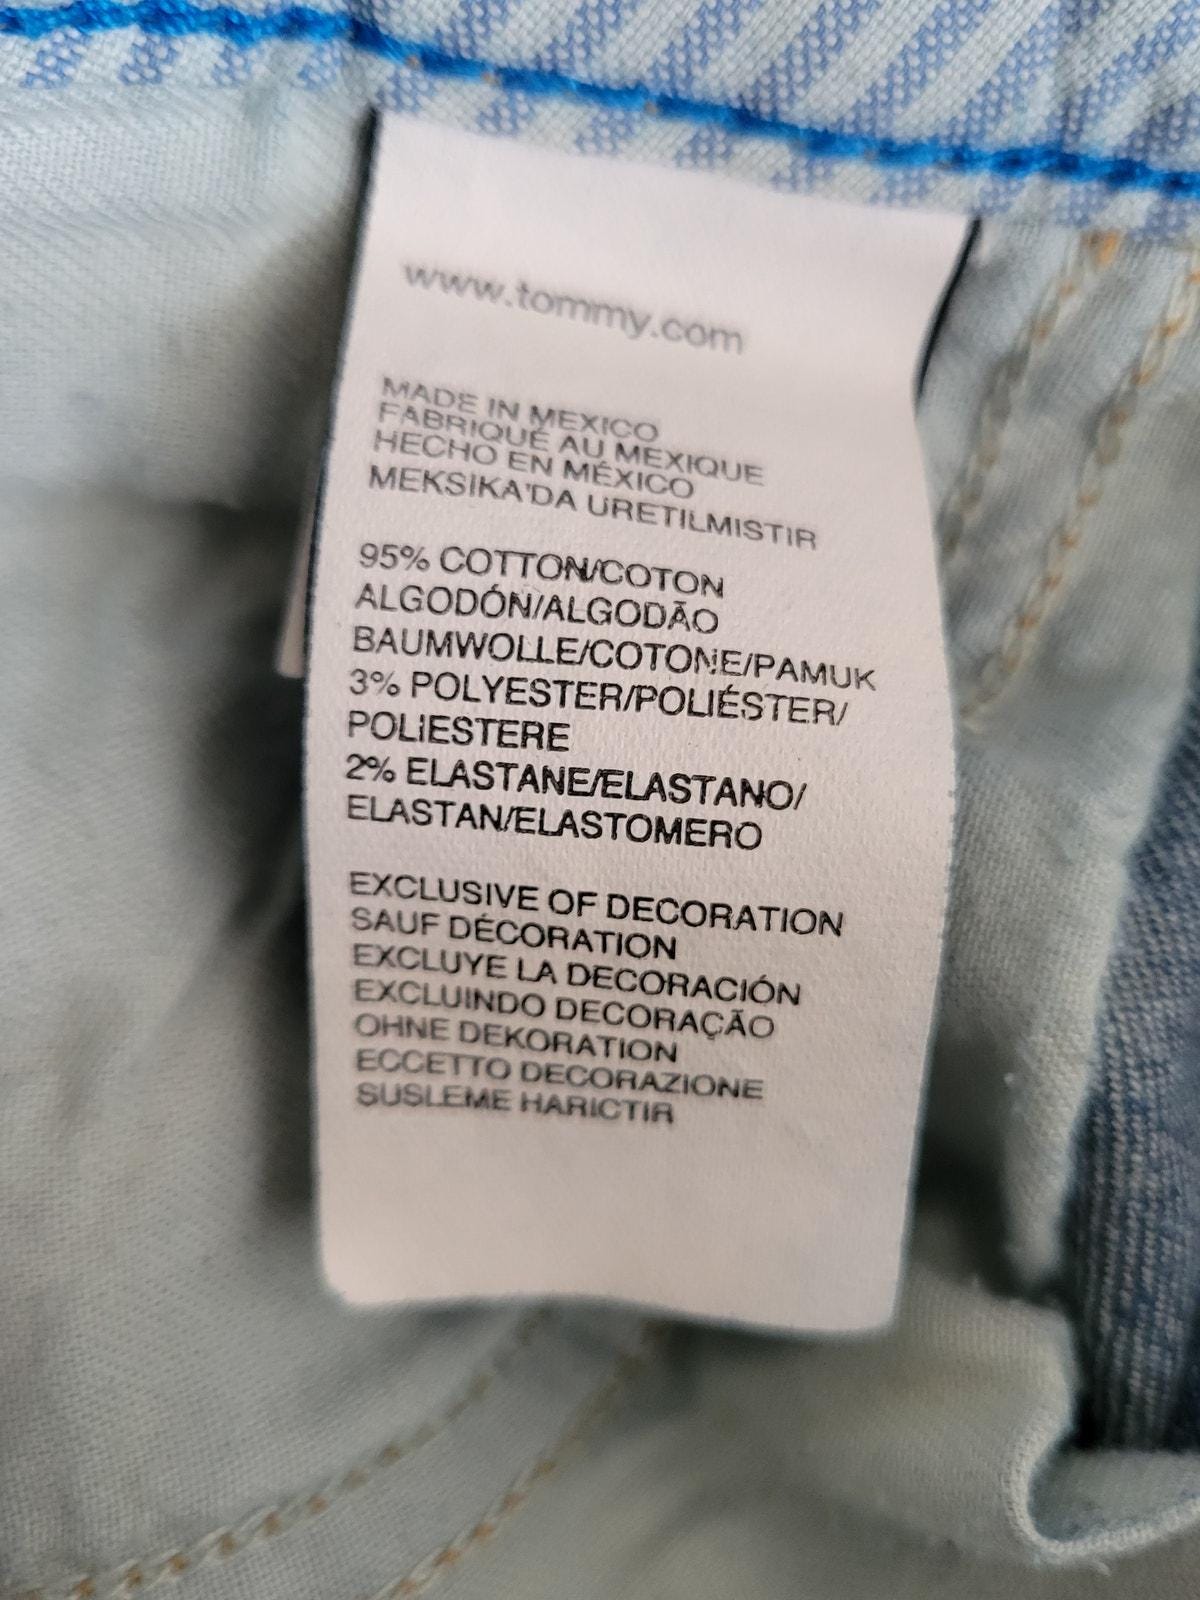 www.tommy.com
MADE IN MEXICO
FABRIQUÉ AU MEXIQUE
HECHO EN MÉXICO
MEKSIKA'DA URETILMISTIR
95% COTTON/COTON
ALGODÓN/ALGODÃO
BAUMWOLLE/COTONE/PAMUK
3% POLYESTER/POLIÉSTER/
POLIESTERE
2% ELASTANE/ELASTANO/
ELASTAN/ELASTOMERO
EXCLUSIVE OF DECORATION
SAUF DÉCORATION
EXCLUYE LA DECORACIÓN
EXCLUINDO DECORAÇÃO
OHNE DEKORATION
ECCETTO DECORAZIONE
SUSLEME HARICTIR